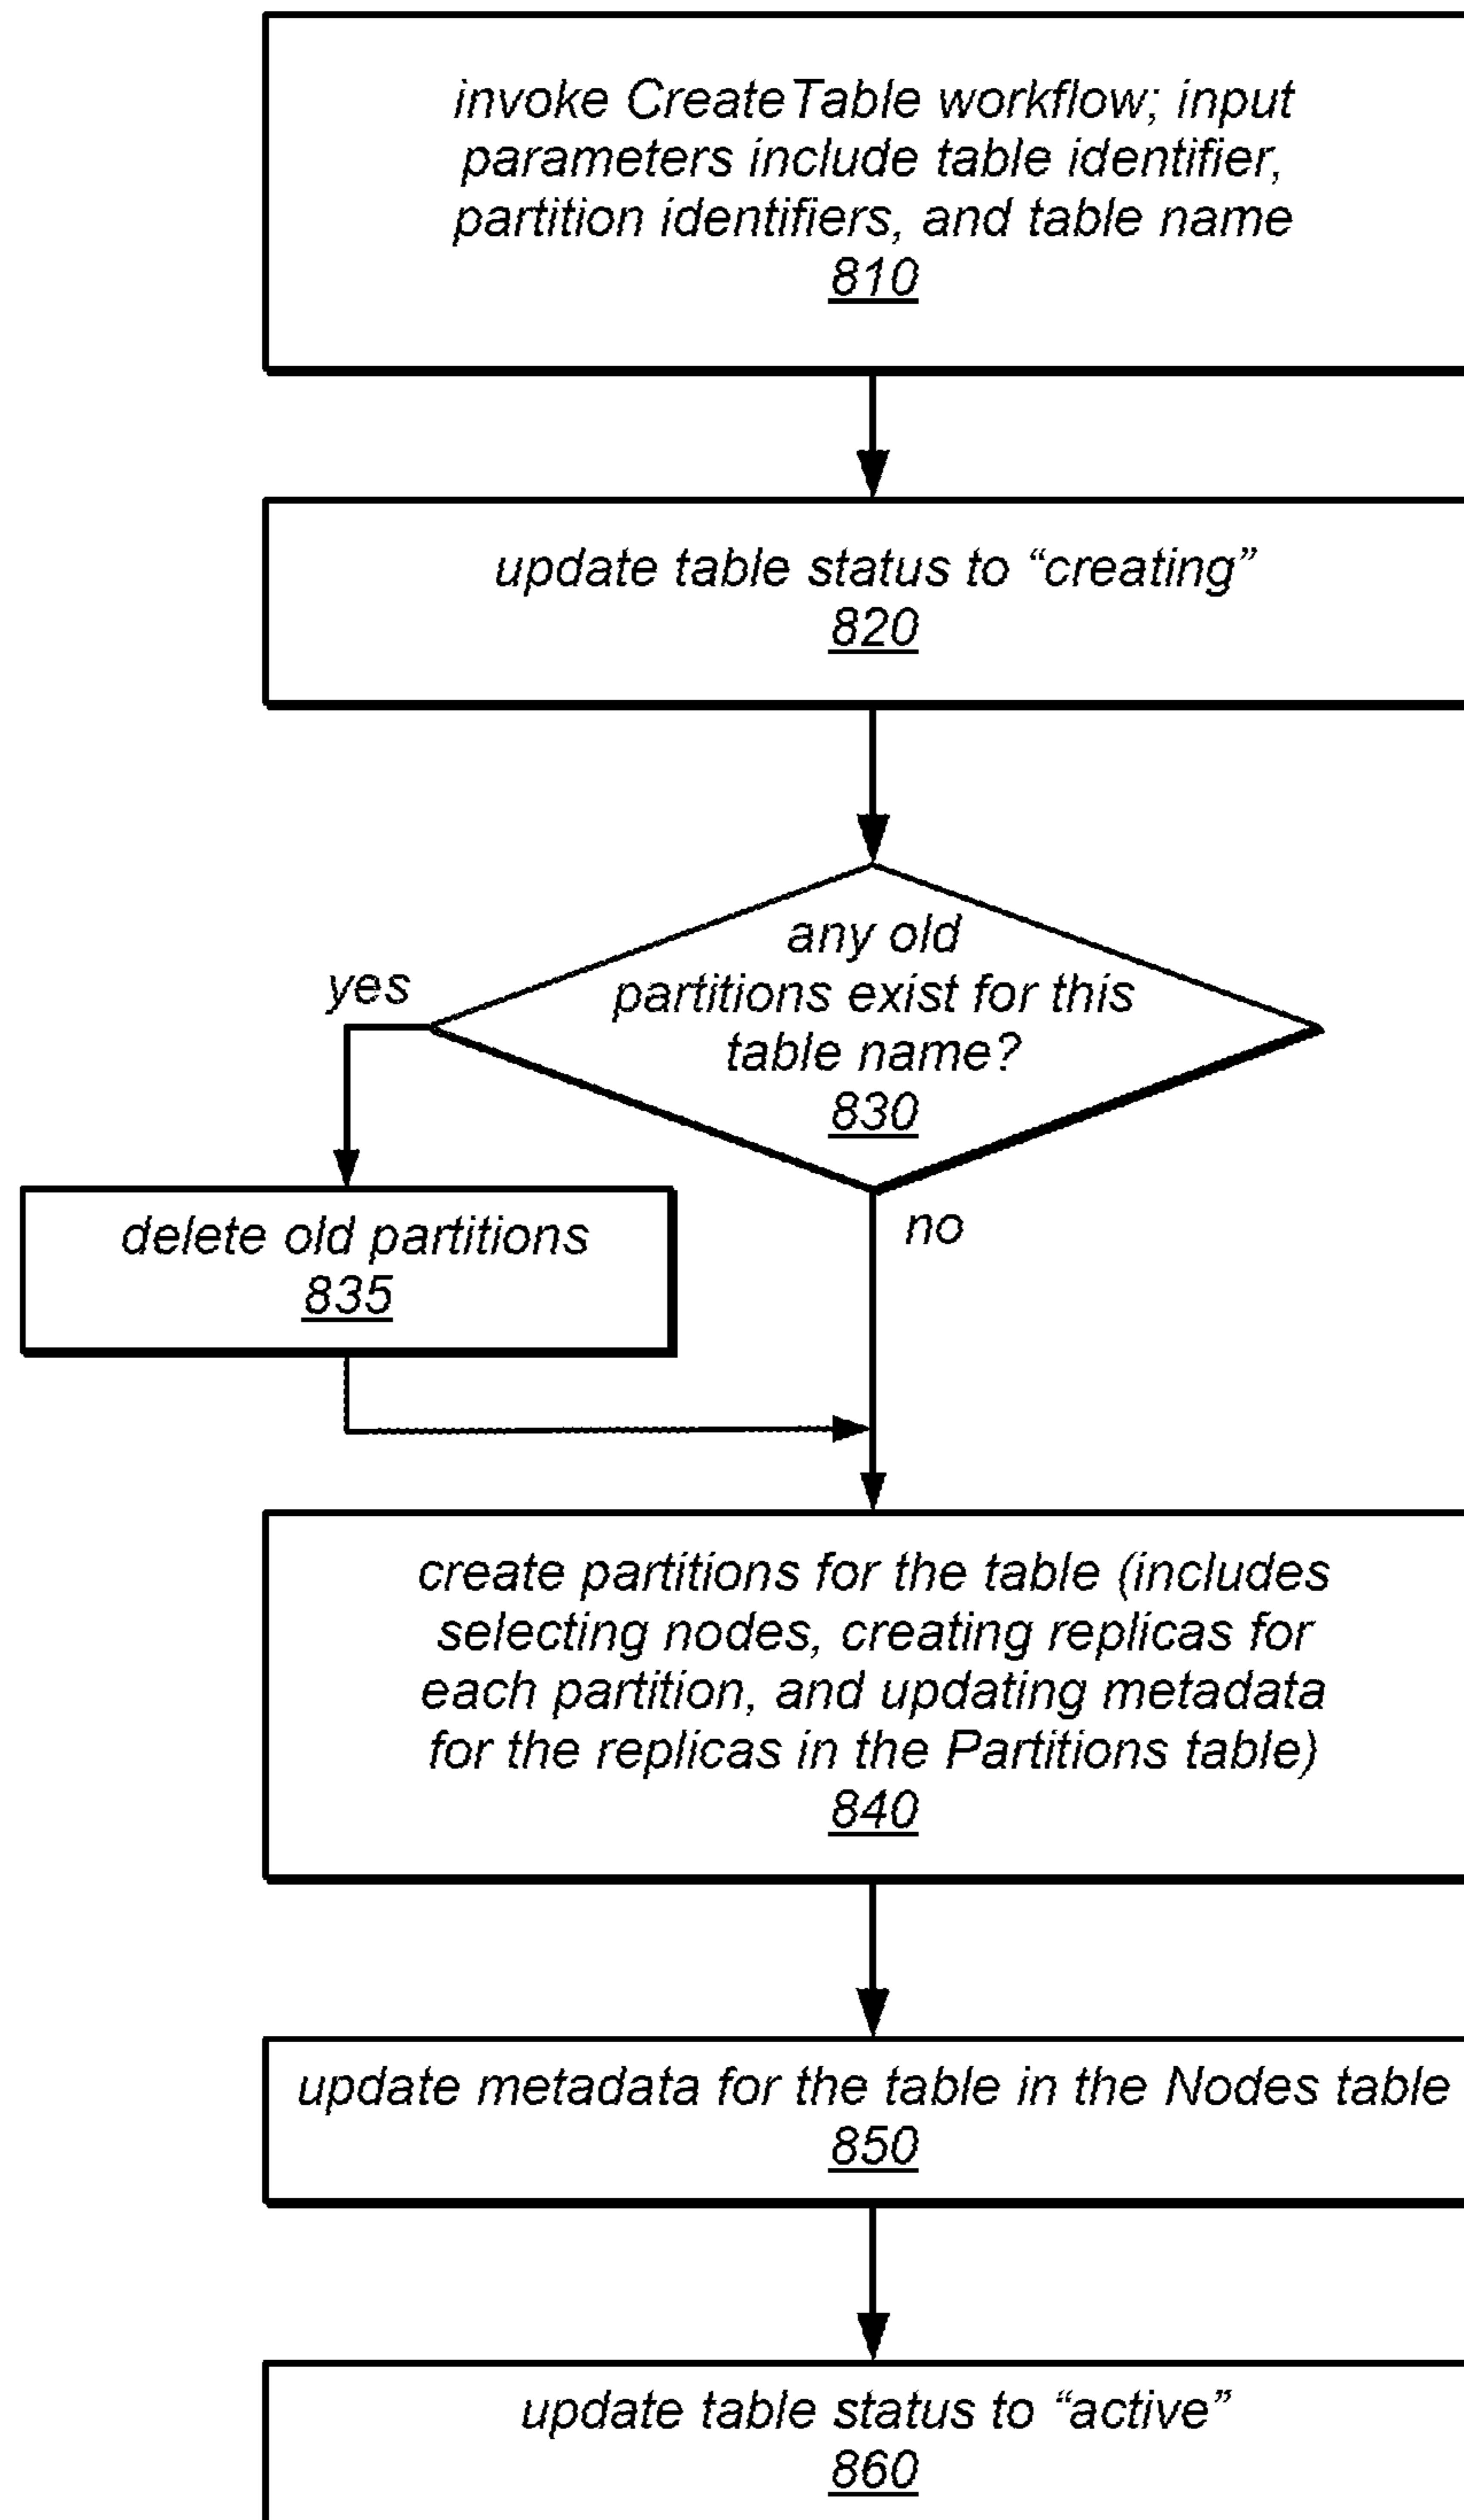 invoke CreateTable workflow; input
parameters include table identifier,
partition identifiers, and table name
810
update table status to “creating”
820
any old
partitions exist for this
table name?
830
yes
no
delete old partitions
835
create partitions for the table (includes
selecting nodes, creating replicas for
each partition, and updating metadata
for the replicas in the Partitions table)
840
update metadata for the table in the Nodes table
850
update table status to “active”
860